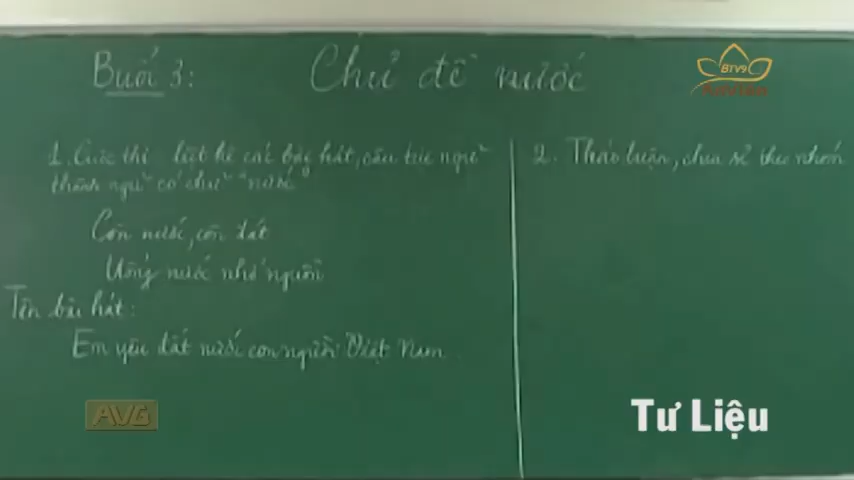 Buổi 3:
Chủ đề nước
BTV9
1. Cuộc thi liệt kê các bài hát, câu tục ngữ
thành ngữ có chữ "nước"
Còn nước, còn tát
Uống nước nhớ nguồn
Tên bài hát:
Em yêu đất nước con người Việt Nam.
2. Thảo luận, chia sẻ theo nhóm
AVG
Tư Liệu